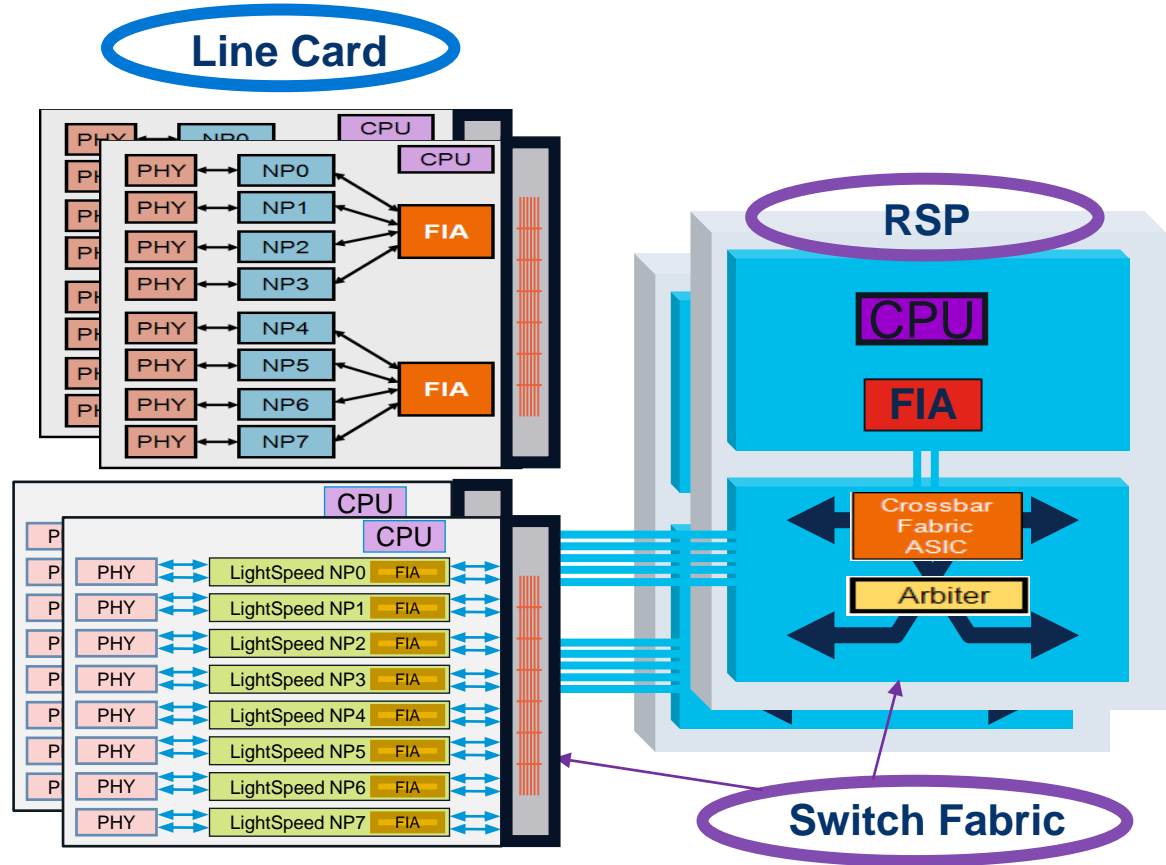 Line Card
CPU
PHY NP0
CPU
PHY NP0
PHY NP1
FIA
PHY NP2
PHY NP3
PHY NP4
PHY NP5
FIA
PHY NP6
PHY NP7
CPU
CPU
PHY LightSpeed NP0 FIA
PHY LightSpeed NP1 FIA
PHY LightSpeed NP2 FIA
PHY LightSpeed NP3 FIA
PHY LightSpeed NP4 FIA
PHY LightSpeed NP5 FIA
PHY LightSpeed NP6 FIA
PHY LightSpeed NP7 FIA
RSP
CPU
FIA
Crossbar
Fabric
ASIC
Arbiter
Switch Fabric